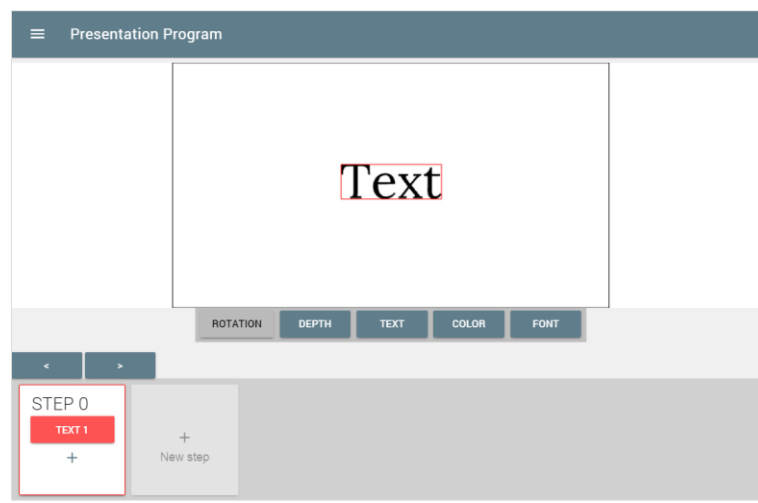 Presentation Program
Text
ROTATION DEPTH TEXT COLOR FONT
< >
STEP 0
TEXT 1
+
+
New step